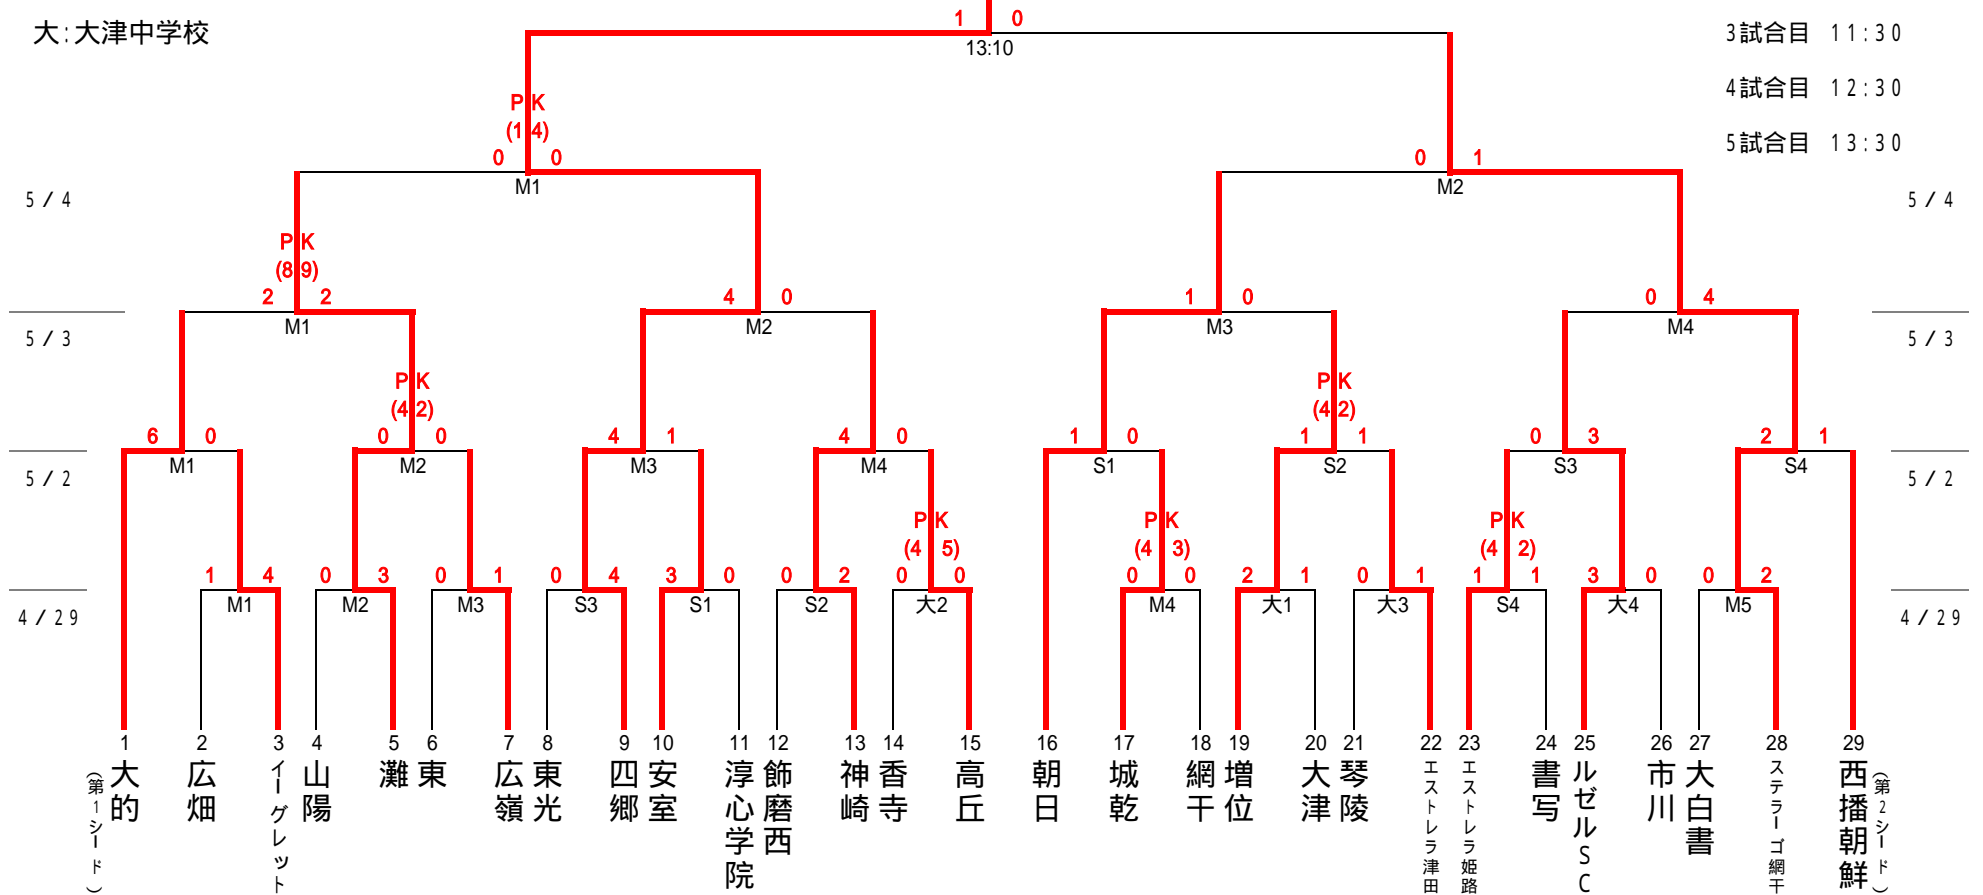 1 0
大:大津中学校
3試合目 11:30
13:10
4試合目 12:30
PK
(1 4)
5試合目 13:30
0 0
0 1
M1
M2
5/4
5/4
PK
(8 9)
2 2
4 0
1 0
0 4
M1
M2
M3
M4
5/3
5/3
PK
(4 2)
PK
(4 2)
6 0
0 0
4 1
4 0
1 0
1 1
0 3
2 1
M1
M2
M3
M4
S1
S2
S3
S4
5/2
5/2
PK
(4 5)
PK
(4 3)
PK
(4 2)
1 4
0 3
0 1
0 4
3 0
0 2
0 0
0 0
2 1
0 1
1 1
3 0
0 2
M1
M2
M3
S3
S1
S2
大2
M4
大1
大3
S4
大4
M5
4/29
4/29
1
大的
(第1シード)
2
広畑
3
イーグレット
4
山陽
5
灘
6
東
7
広嶺
8
東光
9
四郷
10
安室
11
淳心学院
12
飾磨西
13
神崎
14
香寺
15
高丘
16
朝日
17
城乾
18
網干
19
増位
20
大津
21
琴陵
22
エストレラ津田
23
エストレラ姫路
24
書写
25
ルゼルSC
26
市川
27
大白書
28
ステラーゴ網干
29
西播朝鮮
(第2シード)